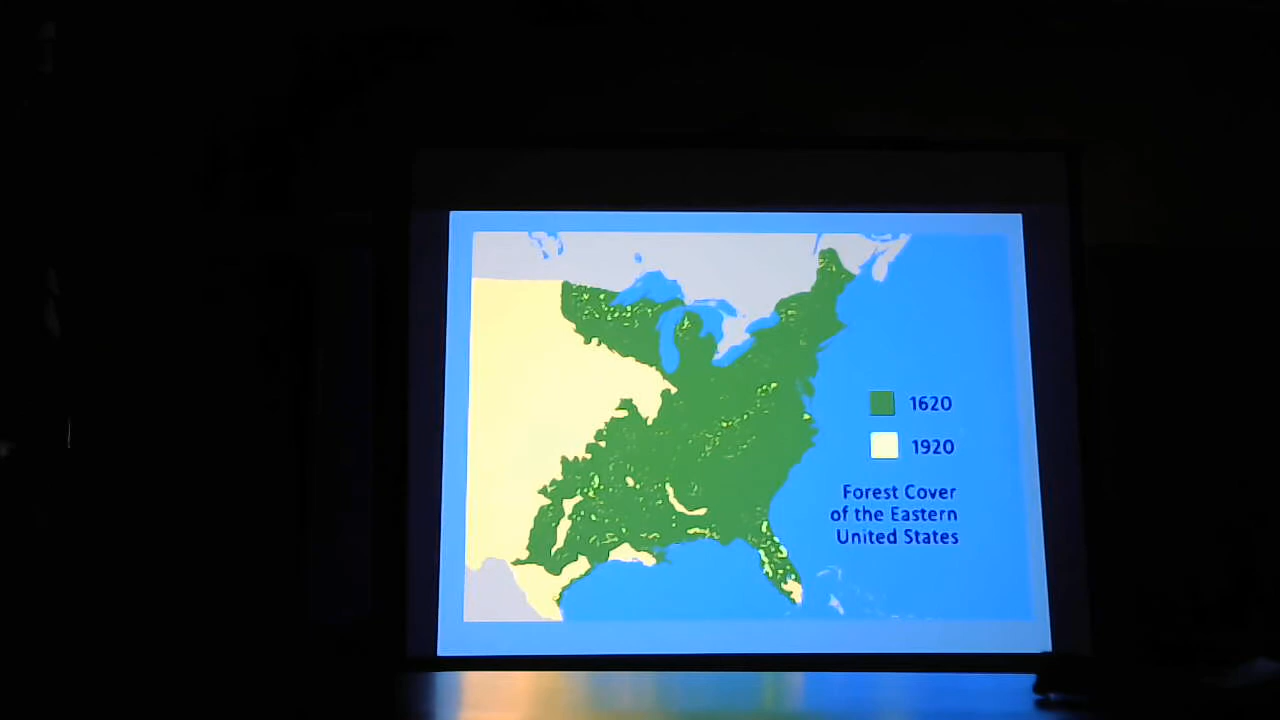 1620
1920
Forest Cover
of the Eastern
United States